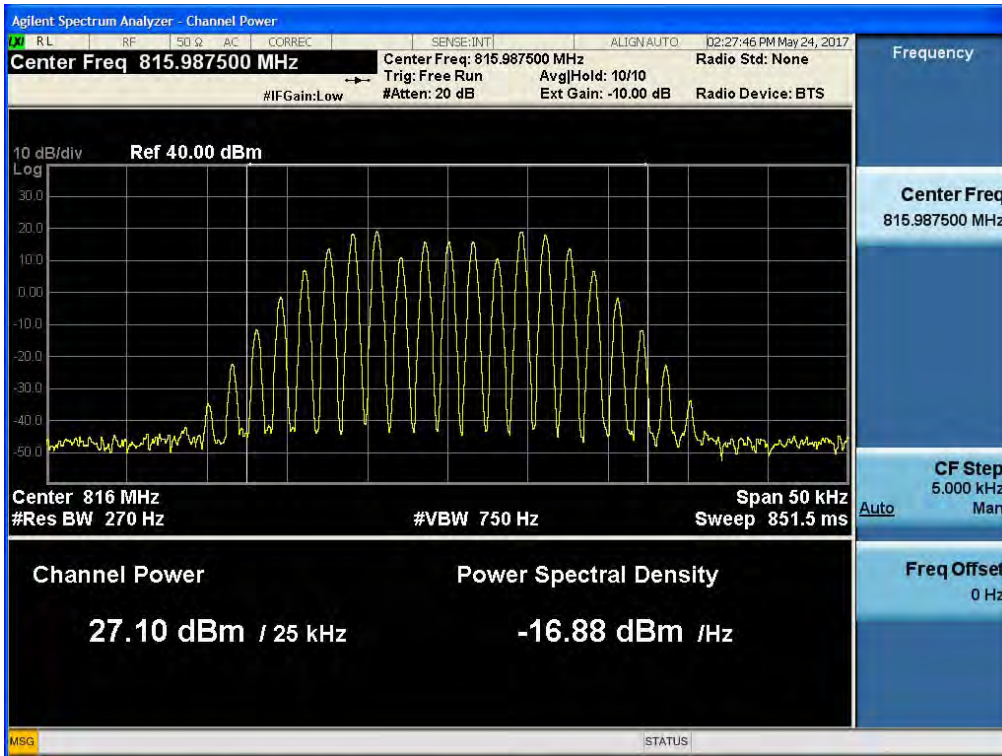 Agilent Spectrum Analyzer - Channel Power
LXI RL RF 50 Ω AC CORREC SENSE:INT ALIGNAUTO 02:27:46 PM May 24, 2017
Center Freq 815.987500 MHz
Center Freq: 815.987500 MHz Radio Std: None
Trig: Free Run Avg|Hold: 10/10
#IFGain:Low #Atten: 20 dB Ext Gain: -10.00 dB Radio Device: BTS
10 dB/div Ref 40.00 dBm
Log
30.0
20.0
10.0
0.00
-10.0
-20.0
-30.0
-40.0
-50.0
Center 816 MHz Span 50 kHz
#Res BW 270 Hz #VBW 750 Hz Sweep 851.5 ms
Channel Power Power Spectral Density
27.10 dBm / 25 kHz -16.88 dBm /Hz
Frequency
Center Freq
815.987500 MHz
CF Step
5.000 kHz
Auto Man
Freq Offset
0 Hz
MSG STATUS